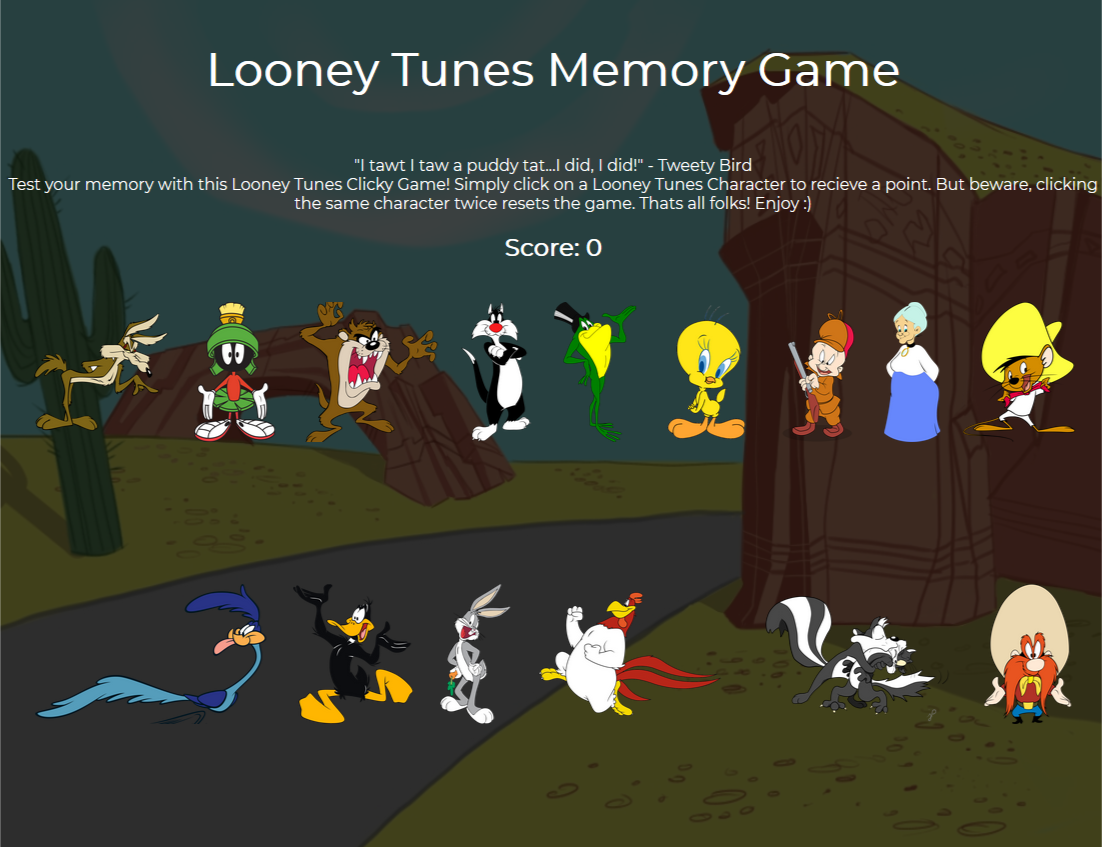 Looney Tunes Memory Game
"I tawt I taw a puddy tat...I did, I did!" - Tweety Bird
Test your memory with this Looney Tunes Clicky Game! Simply click on a Looney Tunes Character to recieve a point. But beware, clicking
the same character twice resets the game. Thats all folks! Enjoy :)
Score: 0